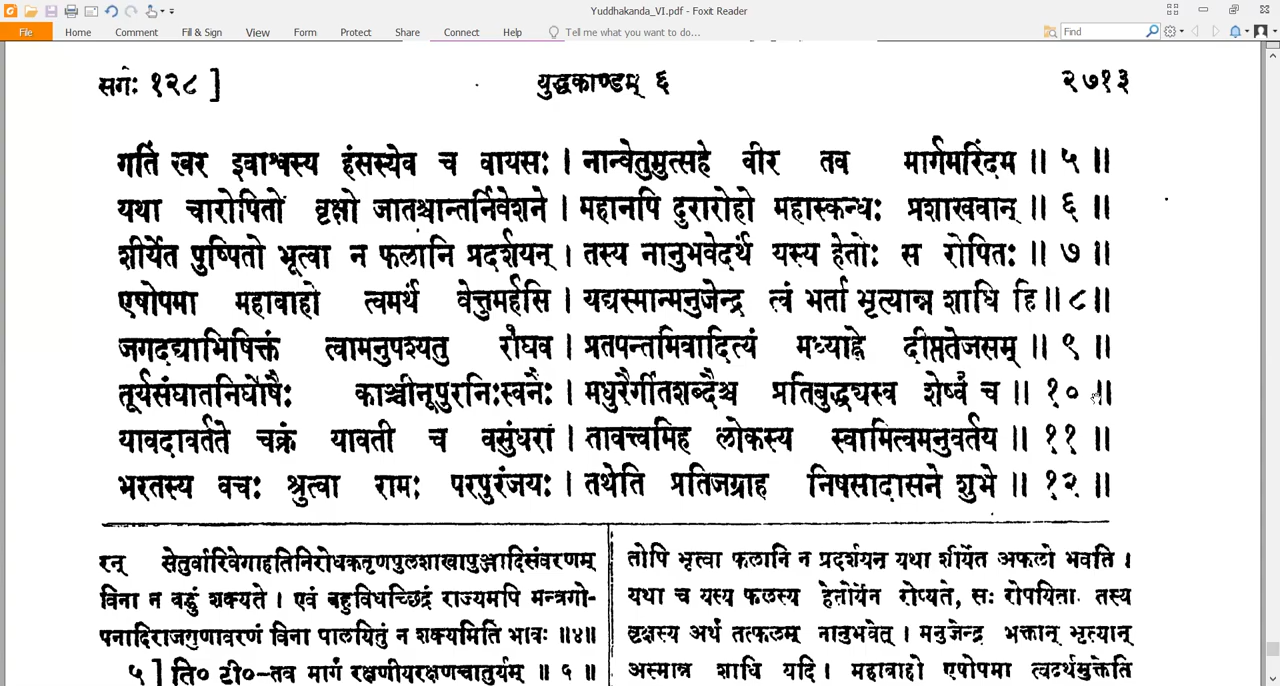 Yuddhakanda_VI.pdf - Foxit Reader
File Home Comment Fill & Sign View Form Protect Share Connect Help Tell me what you want to do... Find
सर्गः १२८ ] युद्धकाण्डम् ६ २७१३
गतिं खर इवाश्वस्य हंसस्येव च वायसः । नान्वेतुमुत्सहे वीर तव मार्गमरिंदम ॥ ५ ॥
यथा चारोपितो वृक्षो जातश्चान्तर्निवेशने । महानपि दुरारोहो महास्कन्धः प्रशाखवान् ॥ ६ ॥
शीर्येत पुष्पितो भूत्वा न फलानि प्रदर्शयन् । तस्य नानुभवेदर्थं यस्य हेतोः स रोपितः ॥ ७ ॥
एषोपमा महाबाहो त्वमर्थं वेत्तुमर्हसि । यद्यस्मान्मनुजेन्द्र त्वं भर्ता भृत्यान्न शाधि हि ॥ ८ ॥
जगदद्याभिषिक्तं त्वामनुपश्यतु राघव । प्रतपन्तमिवादित्यं मध्याह्ने दीप्ततेजसम् ॥ ९ ॥
तूर्यसंघातनिर्घोषैः काञ्चीनूपुरनिःस्वनैः । मधुरैर्गीतशब्दैश्च प्रतिबुद्ध्यस्व शेष्व च ॥ १० ॥
यावदावर्तते चक्रं यावती च वसुंधरा । तावत्त्वमिह लोकस्य स्वामित्वमनुवर्तय ॥ ११ ॥
भरतस्य वचः श्रुत्वा रामः परपुरंजयः । तथेति प्रतिजग्राह निषसादासने शुभे ॥ १२ ॥
रन् सेतुर्वारिवेगाहतिनिरोधकतृणपुलशाखापुञ्जादिसंवरणम्
विना न बद्धुं शक्यते । एवं बहुविधच्छिद्रं राज्यमपि मन्त्रगो-
पनादिराजगुणावरणं विना पालयितुं न शक्यमिति भावः ॥४॥
५ ] ति० टी०-तव मार्गं रक्षणीयरक्षणचातुर्यम् ॥ ५ ॥
तोपि भूत्वा फलानि न प्रदर्शयन् यथा शीर्येत अफलो भवति ।
यथा च यस्य फलस्य हेतोर्येन रोप्यते, सः रोपयिता तस्य
वृक्षस्य अर्थं तत्फलम् नानुभवेत् । मनुजेन्द्र भक्तान् भृत्यान्
अस्मान्न शाधि यदि । महाबाहो एषोपमा त्वदर्थमुक्तेति